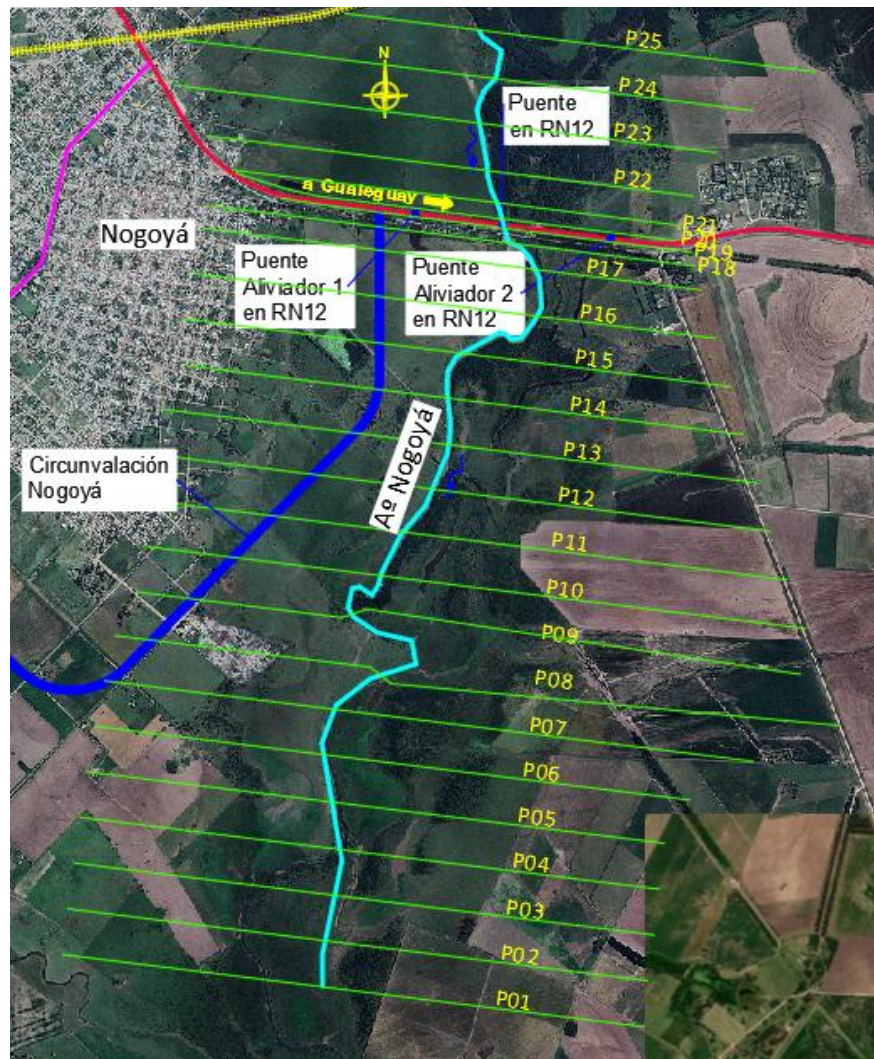 P25
N
P24
Puente
en RN12
P23
P22
a Gualeguay
P21
P20
P19
P18
Nogoyá
Puente
Aliviador 1
en RN12
Puente
Aliviador 2
en RN12
P17
P16
P15
P14
Aº Nogoyá
P13
Circunvalación
Nogoyá
P12
P11
P10
P09
P08
P07
P06
P05
P04
P03
P02
P01